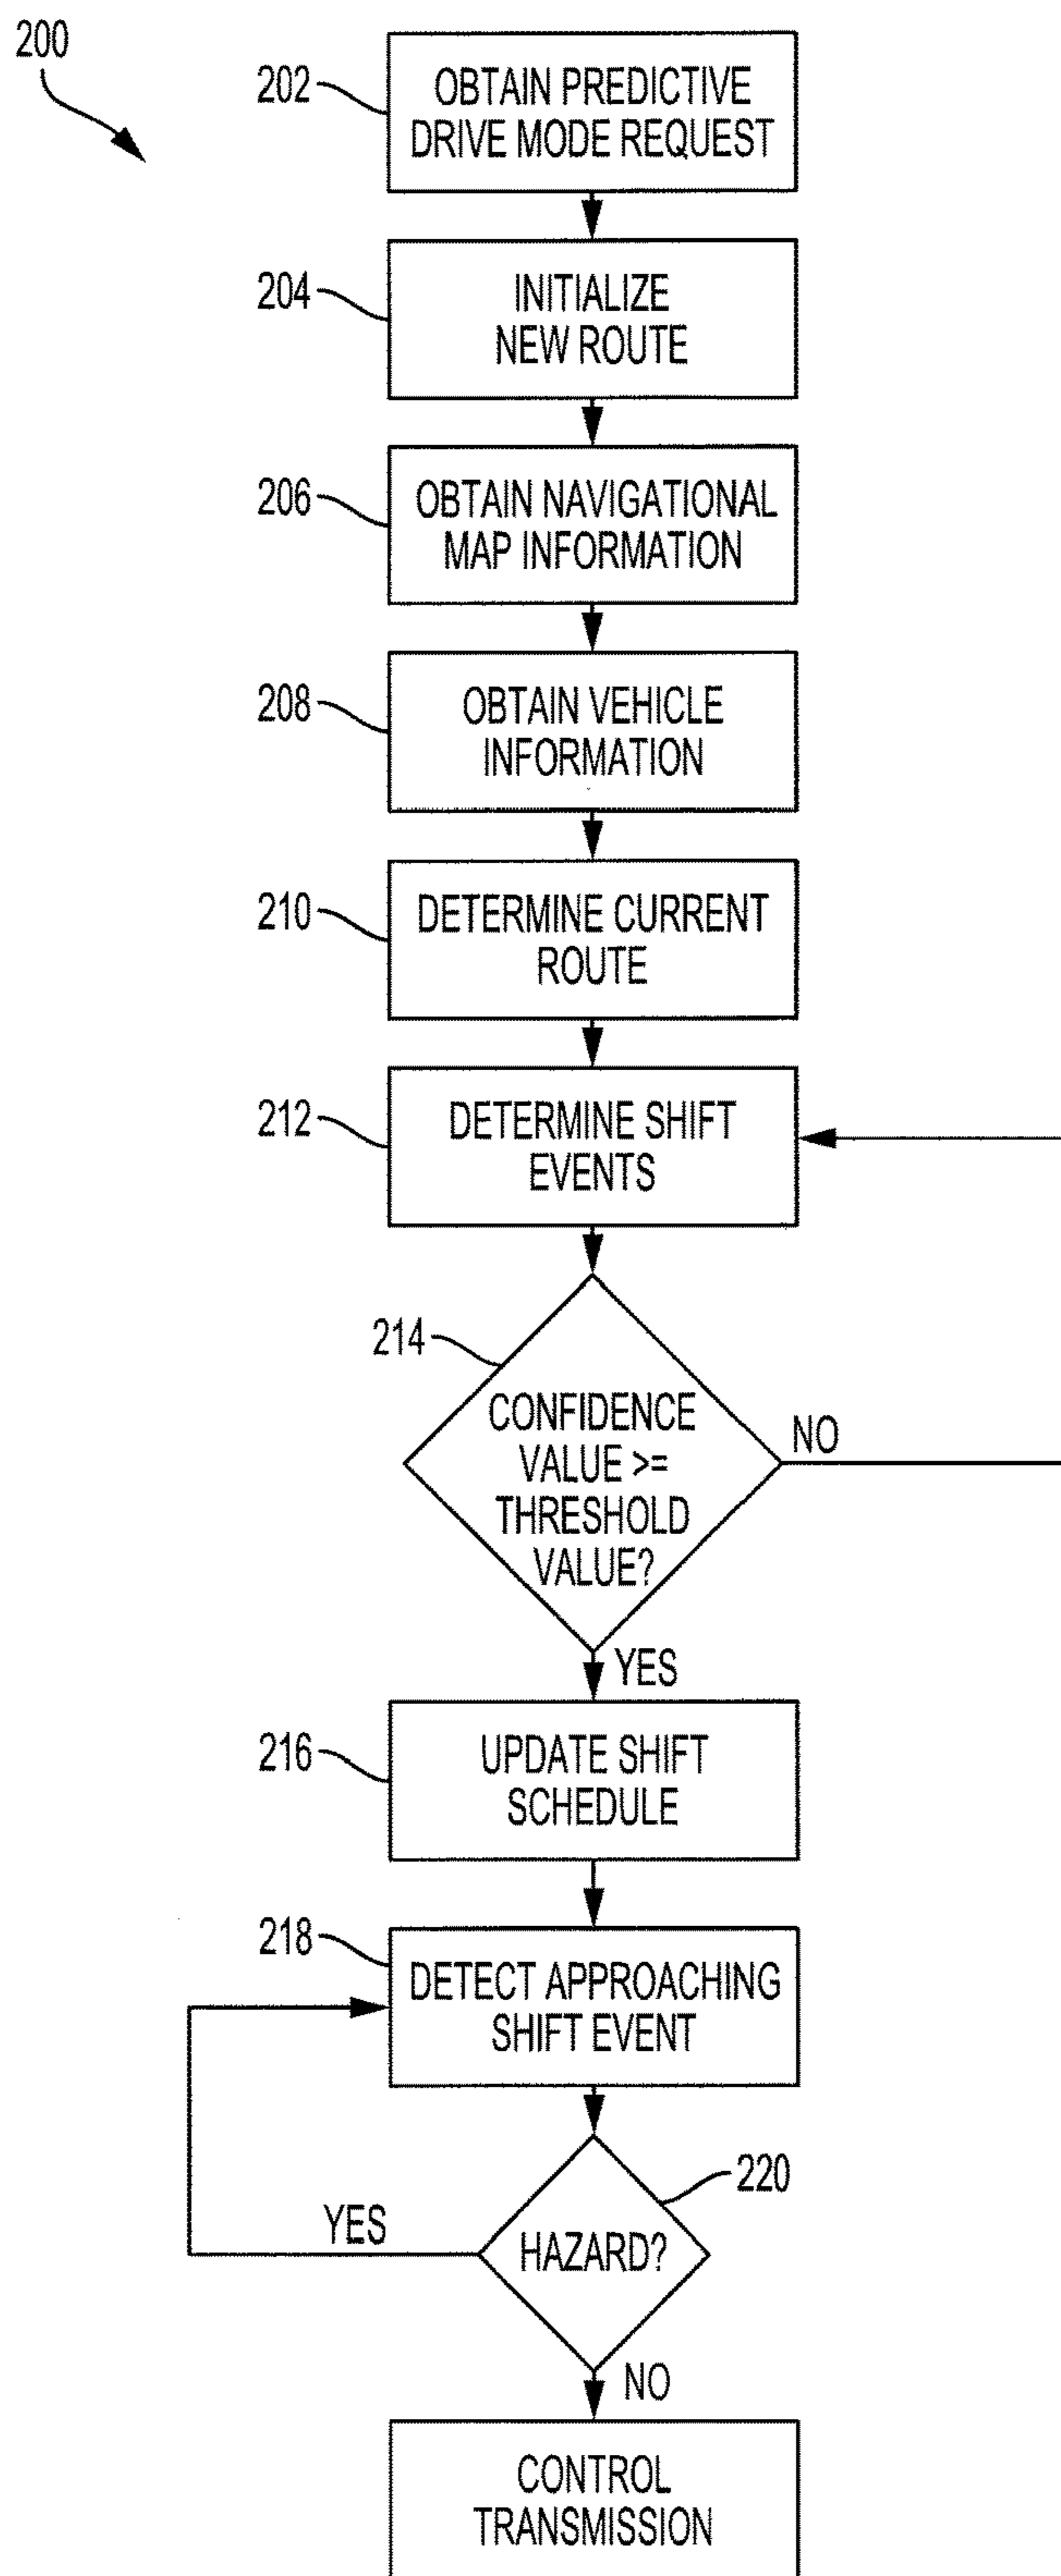 200
202
OBTAIN PREDICTIVE
DRIVE MODE REQUEST
204
INITIALIZE
NEW ROUTE
206
OBTAIN NAVIGATIONAL
MAP INFORMATION
208
OBTAIN VEHICLE
INFORMATION
210
DETERMINE CURRENT
ROUTE
212
DETERMINE SHIFT
EVENTS
214
CONFIDENCE
VALUE >=
THRESHOLD
VALUE?
NO
YES
216
UPDATE SHIFT
SCHEDULE
218
DETECT APPROACHING
SHIFT EVENT
220
HAZARD?
YES
NO
CONTROL
TRANSMISSION